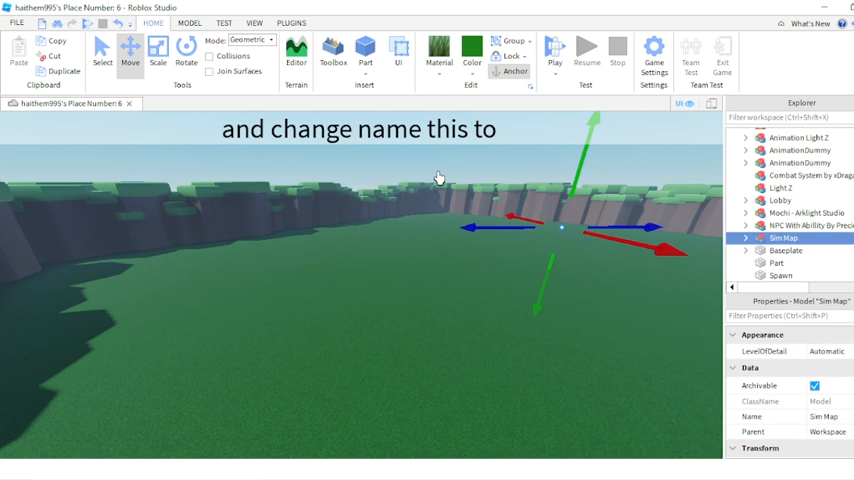 haithem995's Place Number: 6 - Roblox Studio
FILE
HOME
MODEL
TEST
VIEW
PLUGINS
What's New
Paste
Copy
Cut
Duplicate
Clipboard
Select
Move
Scale
Rotate
Mode: Geometric
Collisions
Join Surfaces
Tools
Editor
Terrain
Toolbox
Part
UI
Insert
Material
Color
Group
Lock
Anchor
Edit
Play
Resume
Stop
Test
Game Settings
Settings
Team Test
Exit Game
Team Test
haithem995's Place Number: 6
UI
and change name this to
Explorer
Filter workspace (Ctrl+Shift+X)
Animation Light Z
AnimationDummy
AnimationDummy
Combat System by xDraga
Light Z
Lobby
Mochi - Arklight Studio
NPC With Abillity By Preci
Sim Map
Baseplate
Part
Spawn
Properties - Model "Sim Map"
Filter Properties (Ctrl+Shift+P)
Appearance
LevelOfDetail Automatic
Data
Archivable
ClassName Model
Name Sim Map
Parent Workspace
Transform